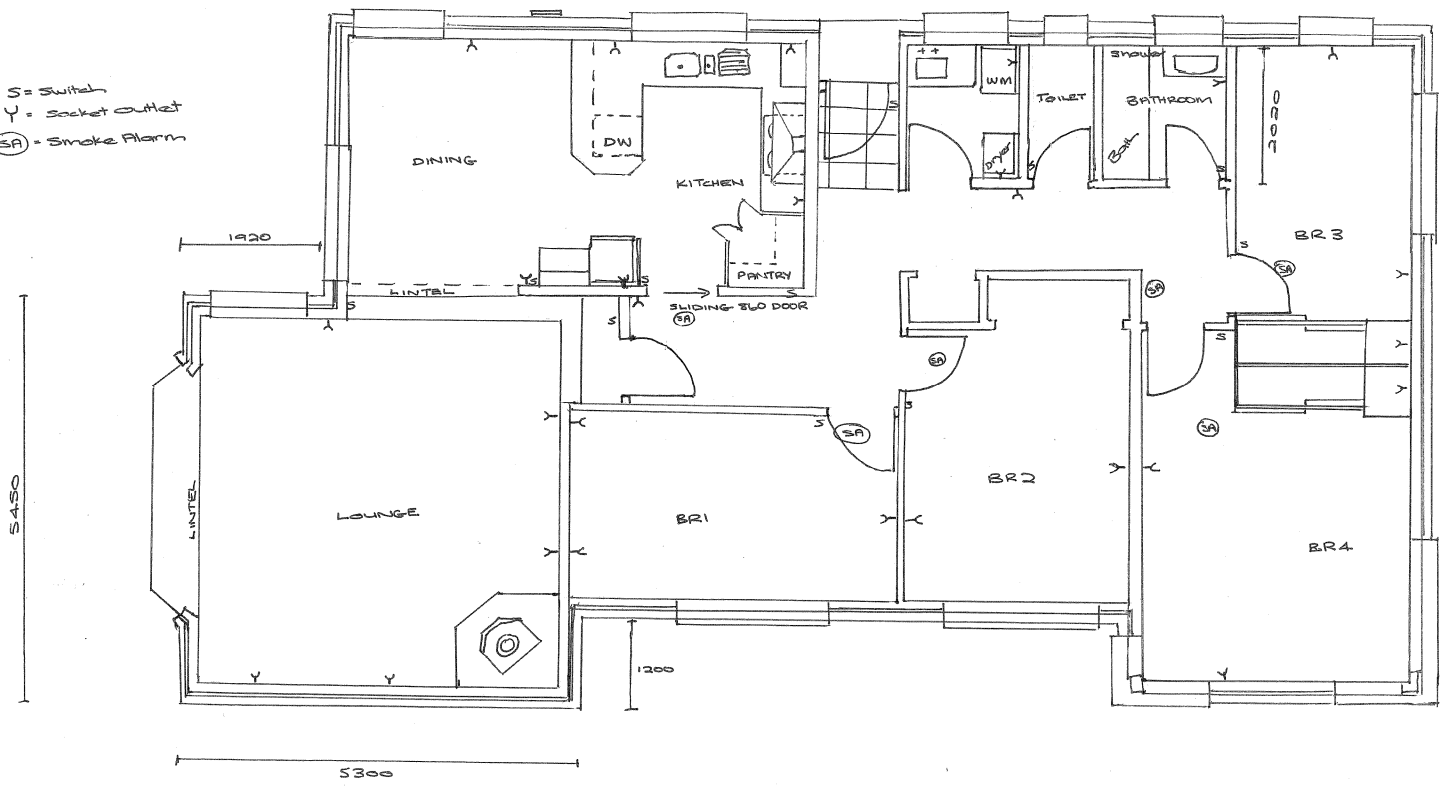 S = Switch
Y = Socket outlet
SA = Smoke Alarm
1920
5450
5300
1200
2020
DINING
DW
KITCHEN
PANTRY
LINTEL
SLIDING 860 DOOR
SA
WM
Dryer
TOILET
shower
BATHROOM
Bath
BR3
SA
SA
SA
SA
SA
LINTEL
LOUNGE
BR1
BR2
BR4
S
S
S
S
S
S
S
S
S
S
S
S
S